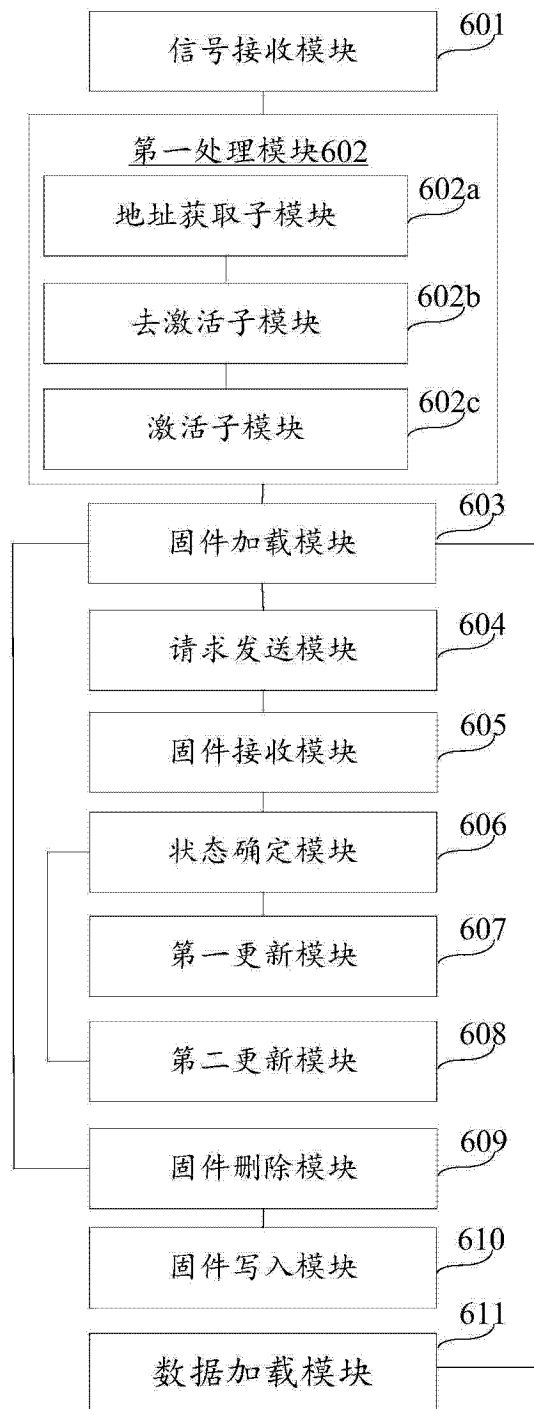 601
信号接收模块
第一处理模块602
602a
地址获取子模块
602b
去激活子模块
602c
激活子模块
603
固件加载模块
604
请求发送模块
605
固件接收模块
606
状态确定模块
607
第一更新模块
608
第二更新模块
609
固件删除模块
610
固件写入模块
611
数据加载模块